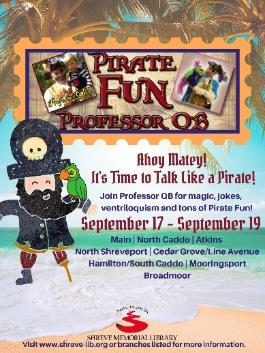 PIRATE
FUN
PROFESSOR QB
Ahoy Matey!
It's Time to Talk Like a Pirate!
Join Professor QB for magic, jokes,
ventriloquism and tons of Pirate Fun!
September 17 - September 19
Main | North Caddo | Atkins
North Shreveport | Cedar Grove/Line Avenue
Hamilton/South Caddo | Mooringsport
Broadmoor
SHREVE MEMORIAL LIBRARY
Visit www.shreve-lib.org or branches listed for more information.